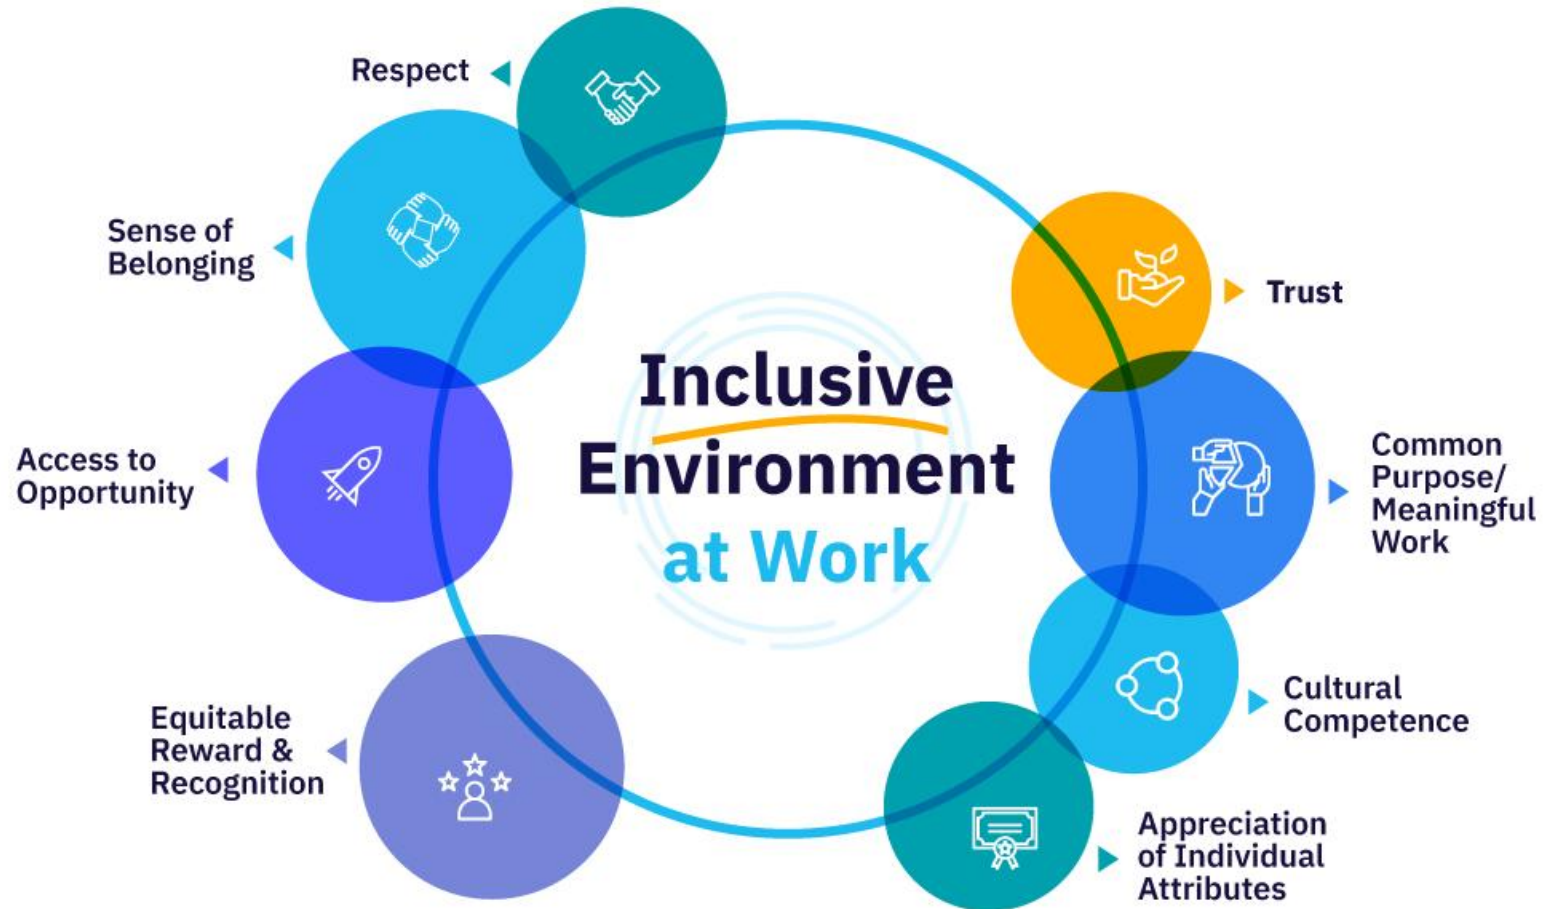 Respect
Sense of
Belonging
Access to
Opportunity
Equitable
Reward &
Recognition
Inclusive
Environment
at Work
Trust
Common
Purpose/
Meaningful
Work
Cultural
Competence
Appreciation
of Individual
Attributes